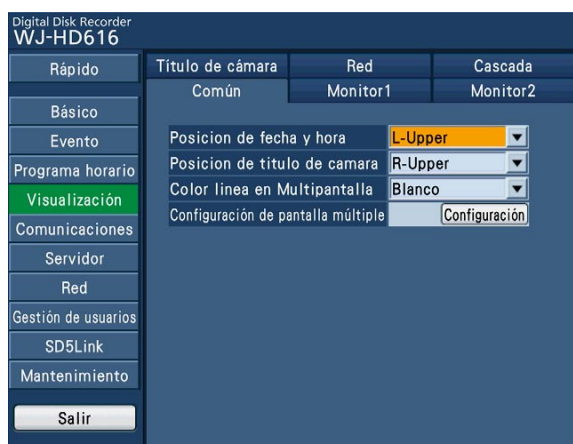 Digital Disk Recorder
WJ-HD616
Rápido
Básico
Evento
Programa horario
Visualización
Comunicaciones
Servidor
Red
Gestión de usuarios
SD5Link
Mantenimiento
Salir
Título de cámara Red Cascada
Común Monitor1 Monitor2
Posicion de fecha y hora L-Upper
Posicion de titulo de camara R-Upper
Color linea en Multipantalla Blanco
Configuración de pantalla múltiple Configuración